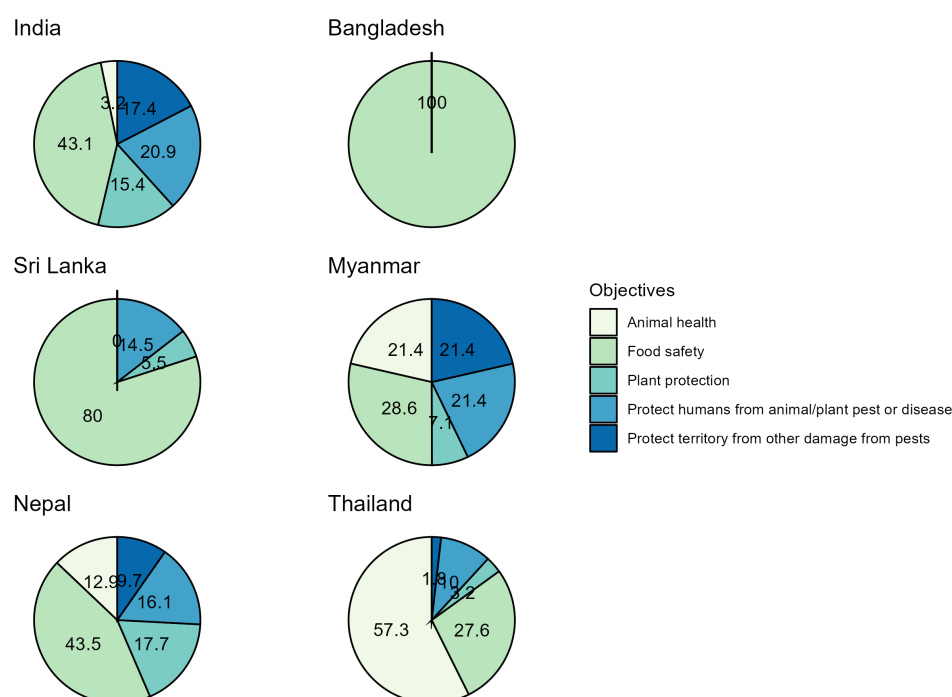 India
Bangladesh
3.2
17.4
43.1
20.9
15.4
100
Sri Lanka
Myanmar
0
14.5
5.5
80
21.4
21.4
28.6
21.4
7.1
Objectives
Animal health
Food safety
Plant protection
Protect humans from animal/plant pest or disease
Protect territory from other damage from pests
Nepal
Thailand
12.9
9.7
16.1
43.5
17.7
1.8
10
3.2
57.3
27.6